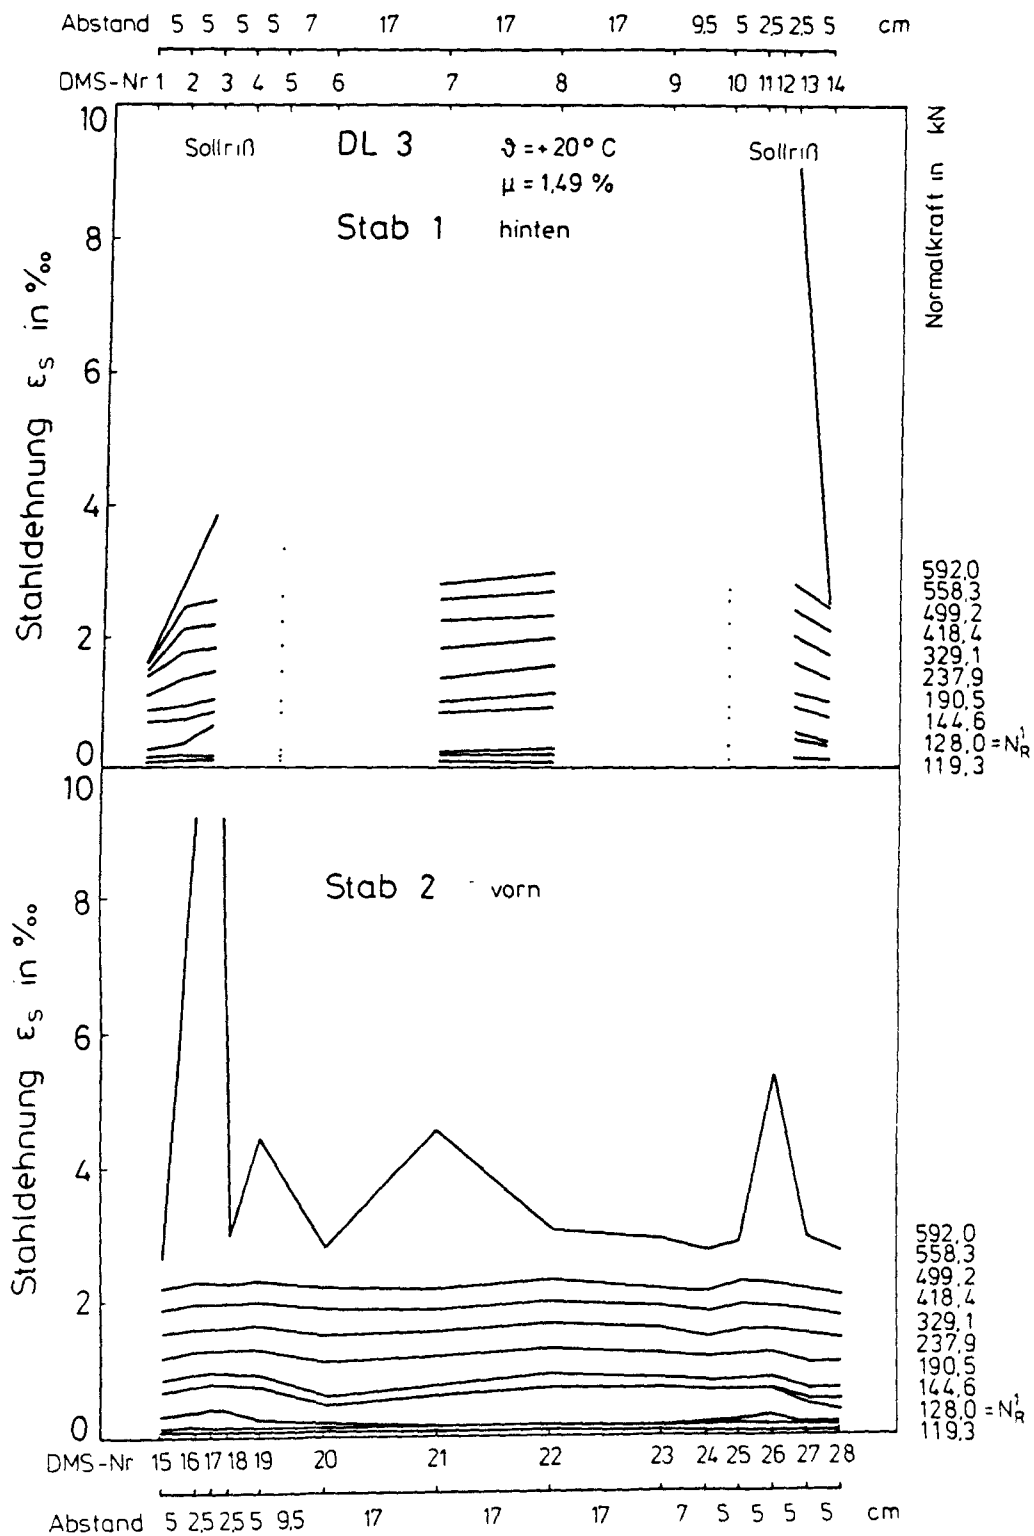 Abstand 5 5 5 5 7 17 17 17 9,5 5 2,5 2,5 5 cm
DMS-Nr 1 2 3 4 5 6 7 8 9 10 11 12 13 14
10
8
6
4
2
0
Stahldehnung εs in ‰
Sollriß
DL 3
ϑ = +20° C
μ = 1,49 %
Sollriß
Stab 1 hinten
Normalkraft in kN
592,0
558,3
499,2
418,4
329,1
237,9
190,5
144,6
128,0 = N¹R
119,3
10
8
6
4
2
0
Stahldehnung εs in ‰
Stab 2 - vorn
592,0
558,3
499,2
418,4
329,1
237,9
190,5
144,6
128,0 = N¹R
119,3
DMS-Nr 15 16 17 18 19 20 21 22 23 24 25 26 27 28
Abstand 5 2,5 2,5 5 9,5 17 17 17 7 5 5 5 5 cm